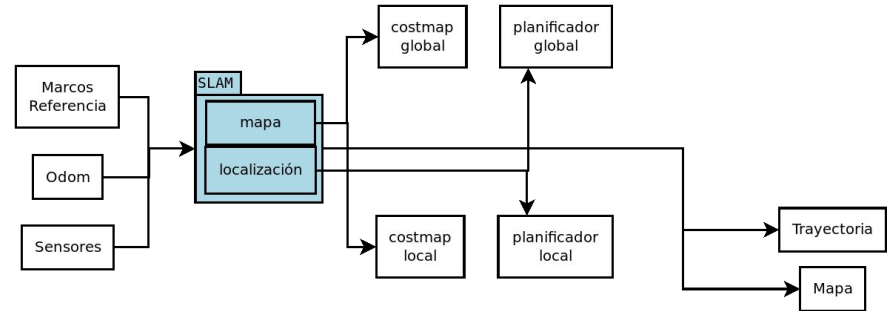 costmap
global
planificador
global
Marcos
Referencia
SLAM
mapa
localización
Odom
Sensores
costmap
local
planificador
local
Trayectoria
Mapa